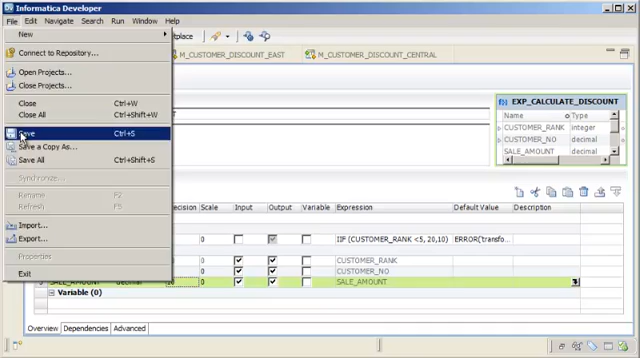 Informatica Developer
File Edit Navigate Search Run Window Help
New
Connect to Repository...
Open Projects...
Close Projects...
Close Ctrl+W
Close All Ctrl+Shift+W
Save Ctrl+S
Save a Copy As...
Save All Ctrl+Shift+S
Synchronize...
Rename F2
Refresh F5
Import...
Export...
Properties
Exit
M_CUSTOMER_DISCOUNT_EAST M_CUSTOMER_DISCOUNT_CENTRAL
EXP_CALCULATE_DISCOUNT
Name Type
CUSTOMER_RANK integer
CUSTOMER_NO decimal
SALE_AMOUNT decimal
Scale Input Output Variable Expression Default Value Description
0 IIF (CUSTOMER_RANK <5, 20,10) ERROR('transfo...
0 CUSTOMER_RANK
0 CUSTOMER_NO
SALE_AMOUNT decimal 0 SALE_AMOUNT
Variable (0)
Overview Dependencies Advanced